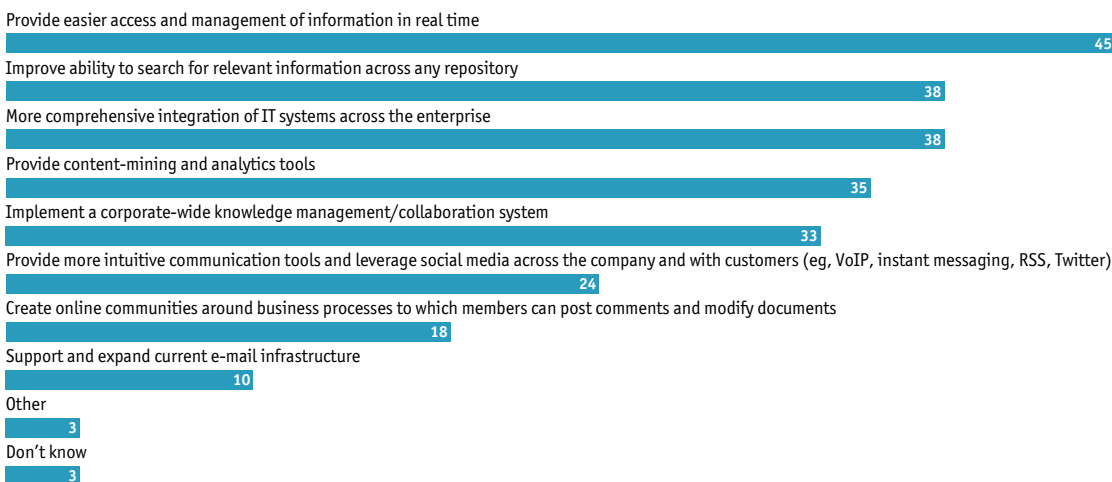 Provide easier access and management of information in real time
45
Improve ability to search for relevant information across any repository
38
More comprehensive integration of IT systems across the enterprise
38
Provide content-mining and analytics tools
35
Implement a corporate-wide knowledge management/collaboration system
33
Provide more intuitive communication tools and leverage social media across the company and with customers (eg, VoIP, instant messaging, RSS, Twitter)
24
Create online communities around business processes to which members can post comments and modify documents
18
Support and expand current e-mail infrastructure
10
Other
3
Don’t know
3